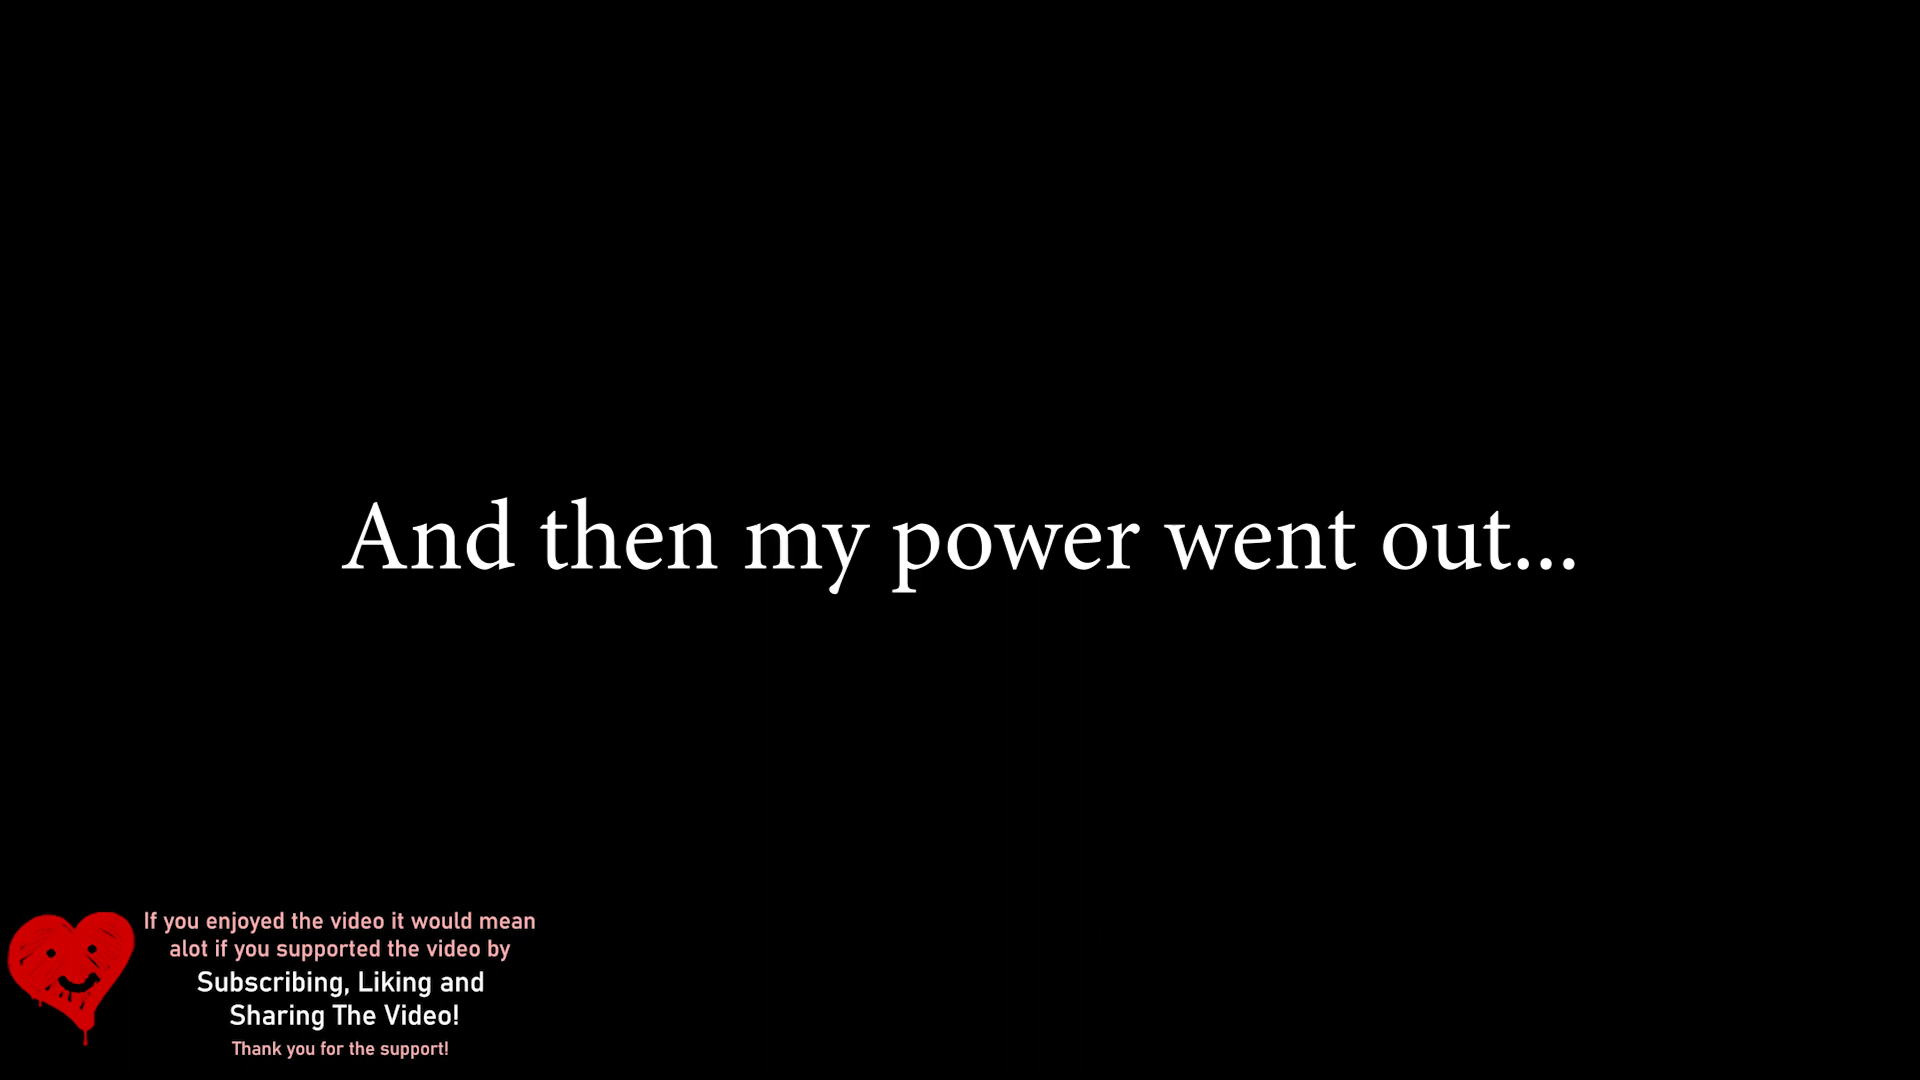 And then my power went out...
If you enjoyed the video it would mean
alot if you supported the video by
Subscribing, Liking and
Sharing The Video!
Thank you for the support!